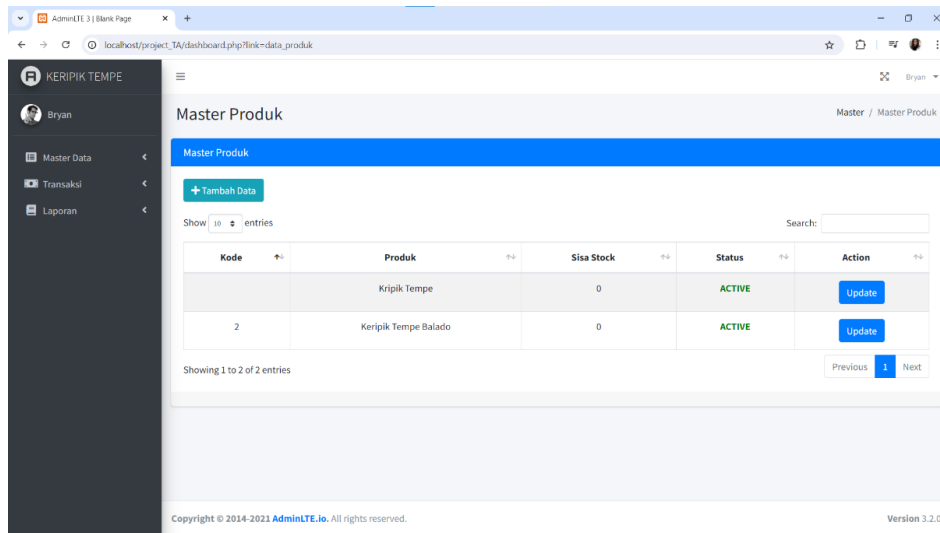 AdminLTE 3 | Blank Page
localhost/project_TA/dashboard.php?link=data_produk
KERIPIK TEMPE
Bryan
Bryan
Master Data
Transaksi
Laporan
Master Produk
Master / Master Produk
Master Produk
Tambah Data
Show 10 entries
Search:
Kode Produk Sisa Stock Status Action
Kripik Tempe 0 ACTIVE Update
2 Keripik Tempe Balado 0 ACTIVE Update
Showing 1 to 2 of 2 entries
Previous 1 Next
Copyright © 2014-2021 AdminLTE.io. All rights reserved.
Version 3.2.0